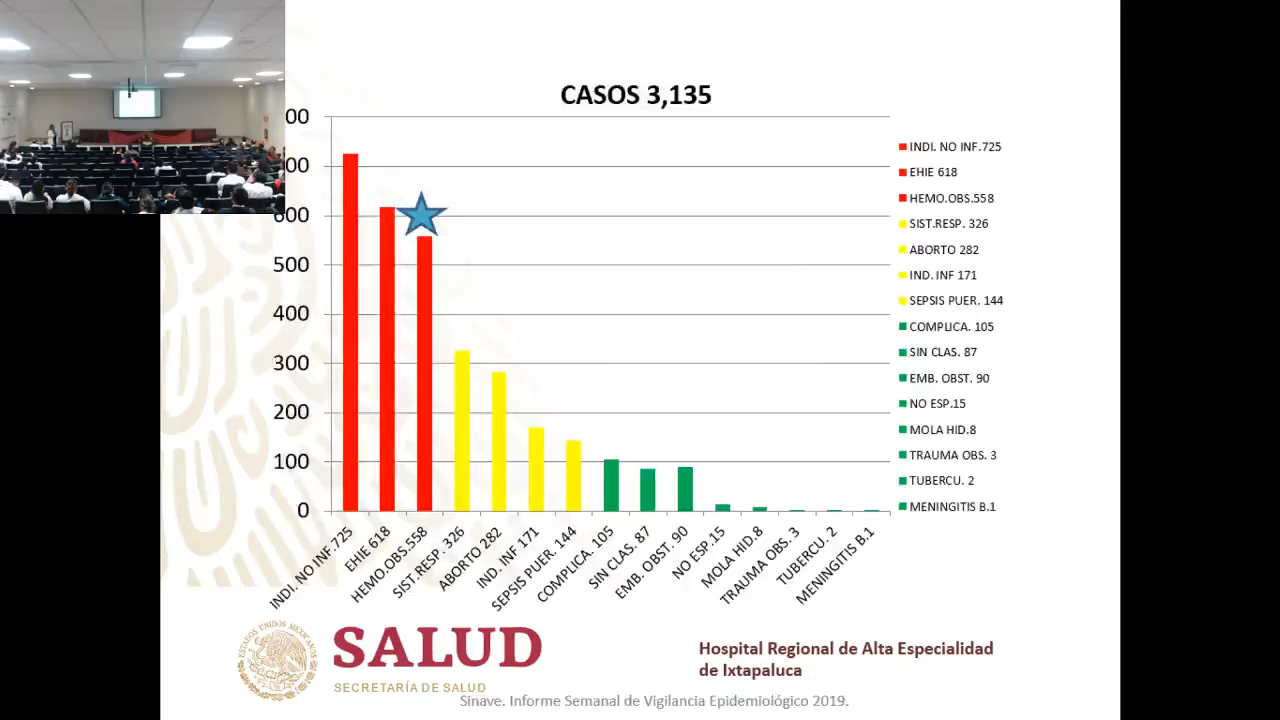 CASOS 3,135
00
00
600
500
400
300
200
100
0
INDI. NO INF.725
EHIE 618
HEMO.OBS.558
SIST.RESP. 326
ABORTO 282
IND. INF 171
SEPSIS PUER. 144
COMPLICA. 105
SIN CLAS. 87
EMB. OBST. 90
NO ESP.15
MOLA HID.8
TRAUMA OBS. 3
TUBERCU. 2
MENINGITIS B.1
INDI. NO INF.725
EHIE 618
HEMO.OBS.558
SIST.RESP. 326
ABORTO 282
IND. INF 171
SEPSIS PUER. 144
COMPLICA. 105
SIN CLAS. 87
EMB. OBST. 90
NO ESP.15
MOLA HID.8
TRAUMA OBS. 3
TUBERCU. 2
MENINGITIS B.1
ESTADOS UNIDOS MEXICANOS
SALUD
SECRETARÍA DE SALUD
Hospital Regional de Alta Especialidad
de Ixtapaluca
Sinave. Informe Semanal de Vigilancia Epidemiológico 2019.